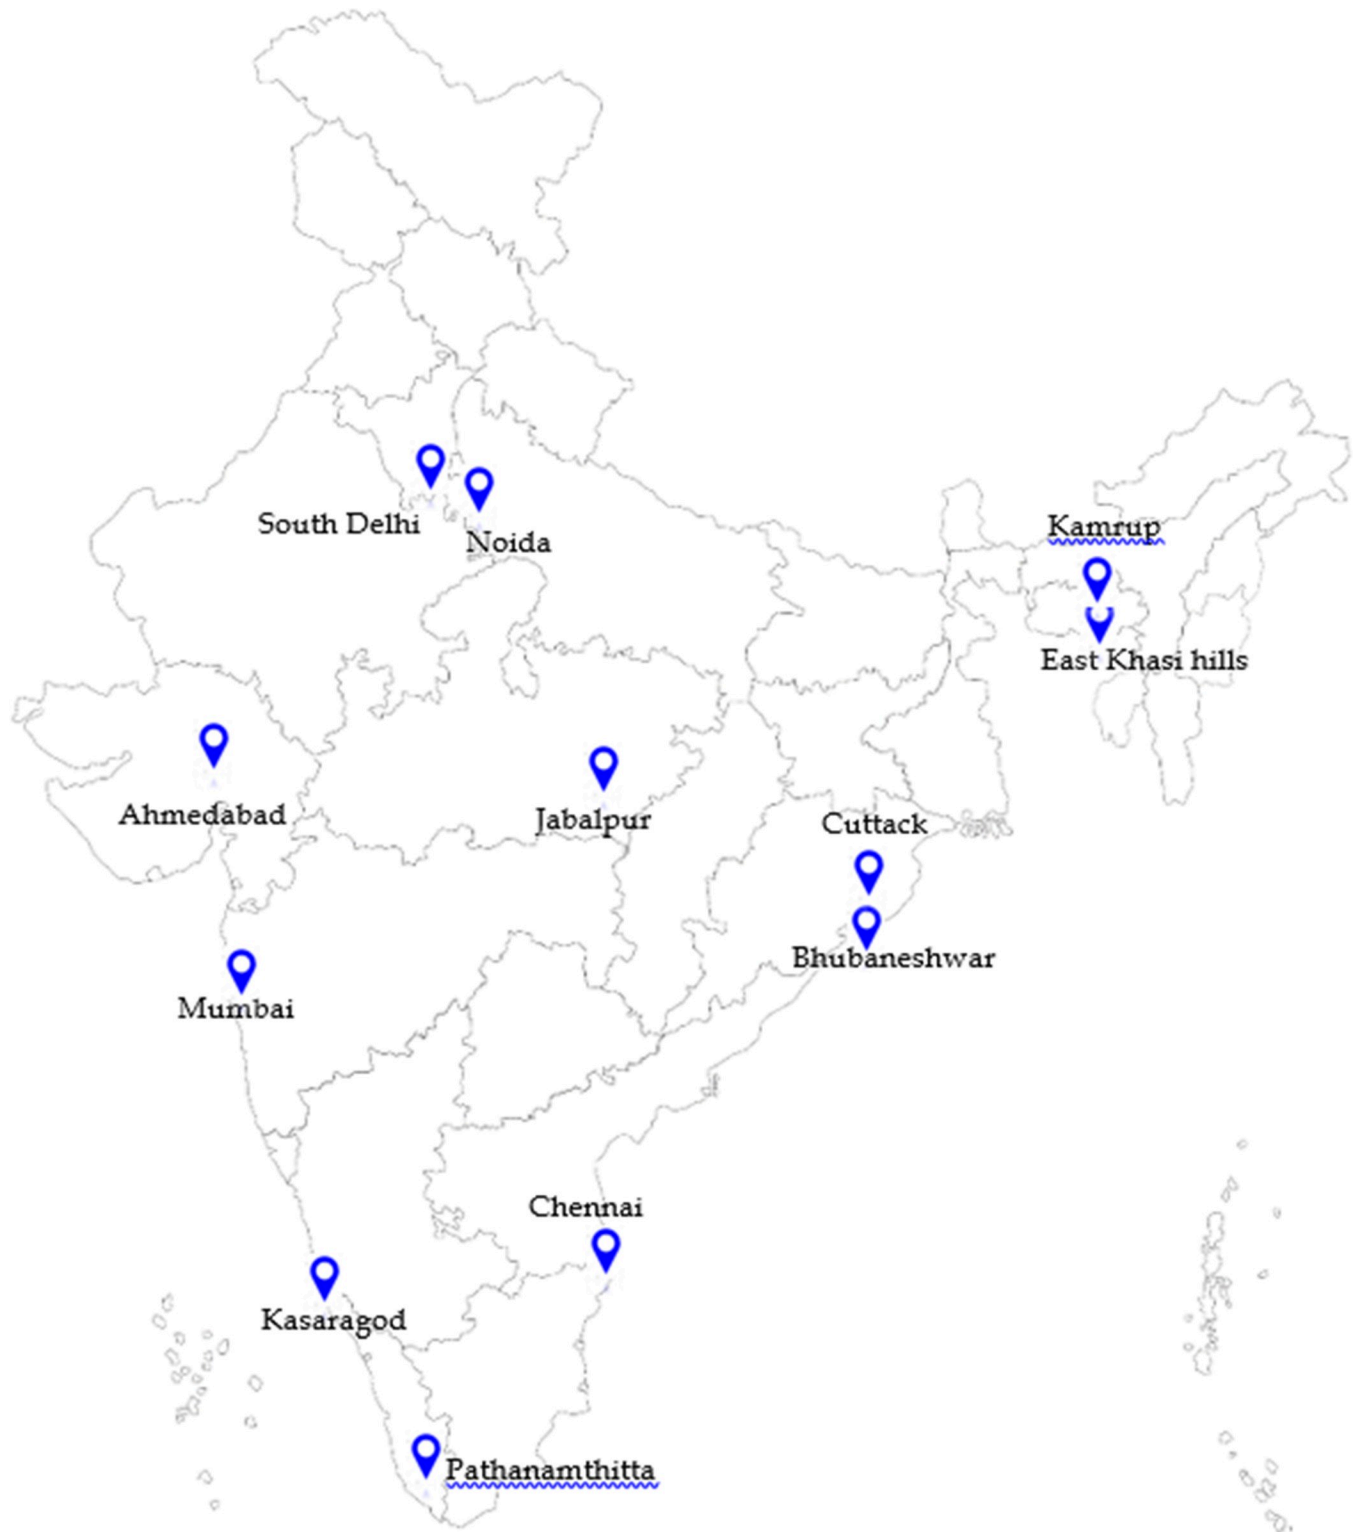 South Delhi
Noida
Kamrup
East Khasi hills
Ahmedabad
Jabalpur
Cuttack
Bhubaneshwar
Mumbai
Chennai
Kasaragod
Pathanamthitta